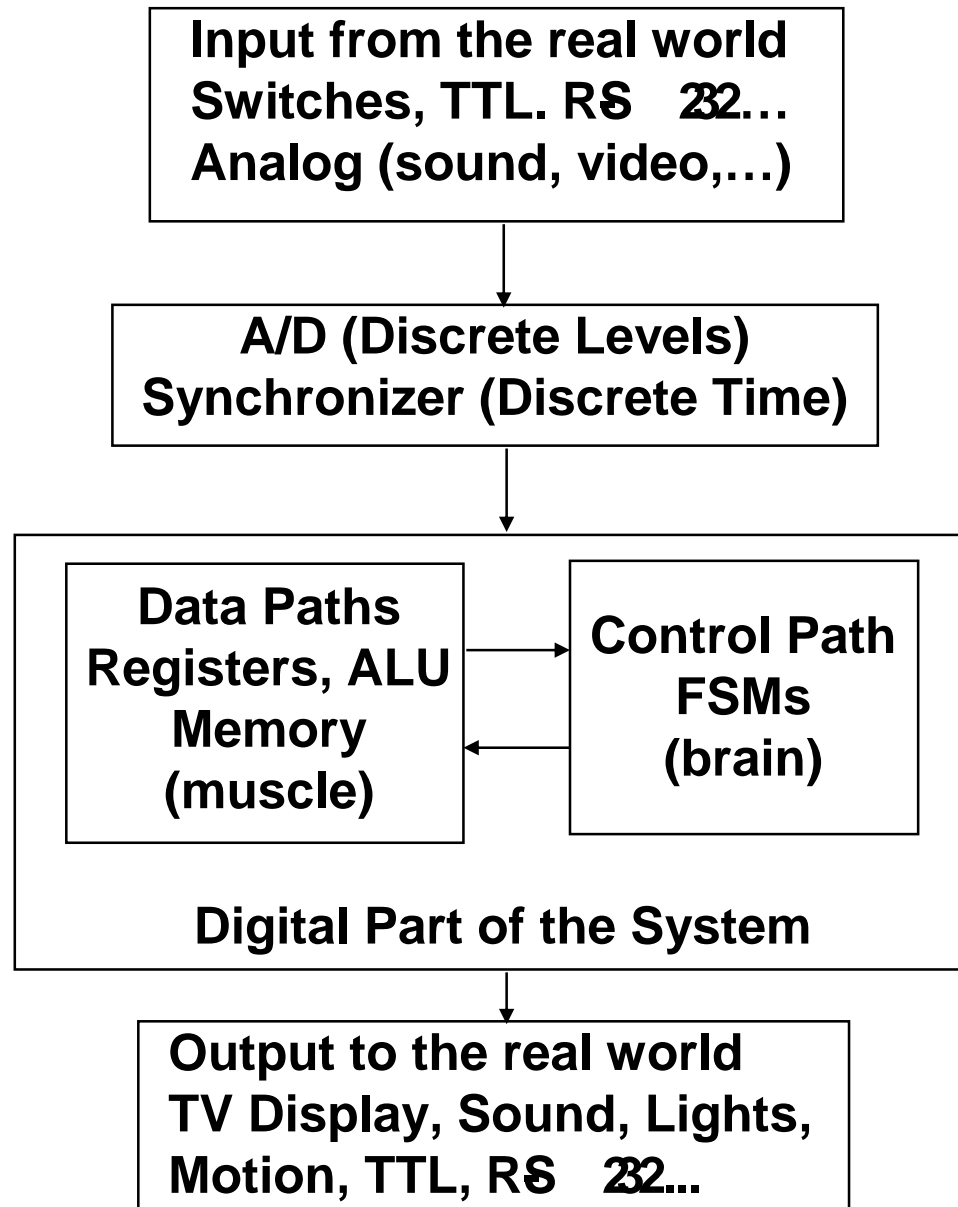 Input from the real world
Switches, TTL. RS-232…
Analog (sound, video,…)
A/D (Discrete Levels)
Synchronizer (Discrete Time)
Data Paths
Registers, ALU
Memory
(muscle)
Control Path
FSMs
(brain)
Digital Part of the System
Output to the real world
TV Display, Sound, Lights,
Motion, TTL, RS-232...